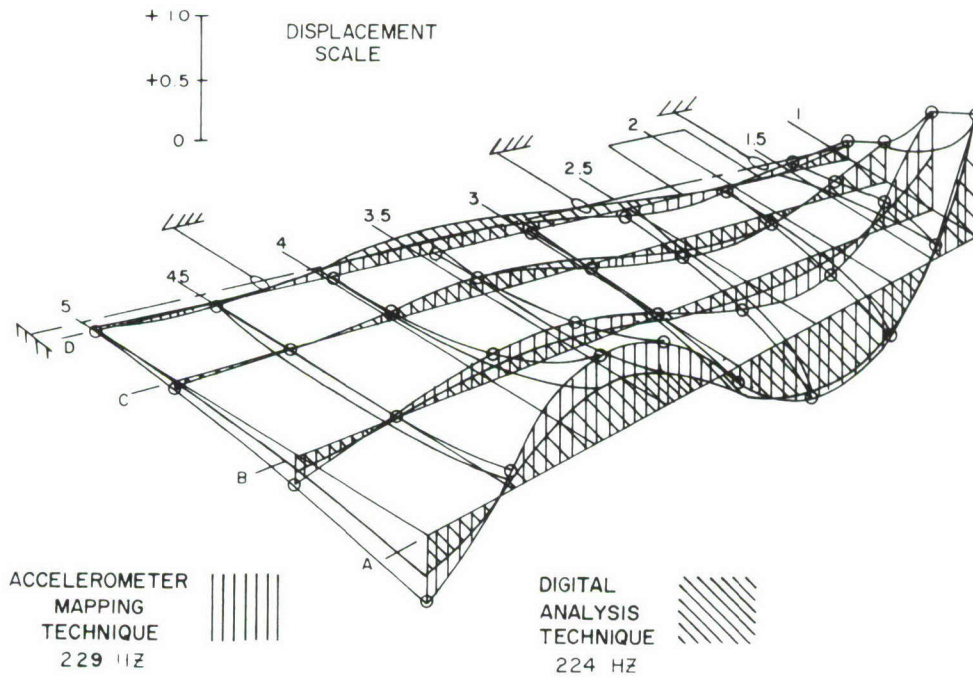 + 1.0
DISPLACEMENT
SCALE
+0.5
0
1
1.5
2
2.5
3
3.5
4
4.5
5
D
C
B
A
ACCELEROMETER
MAPPING
TECHNIQUE
229 HZ
DIGITAL
ANALYSIS
TECHNIQUE
224 HZ